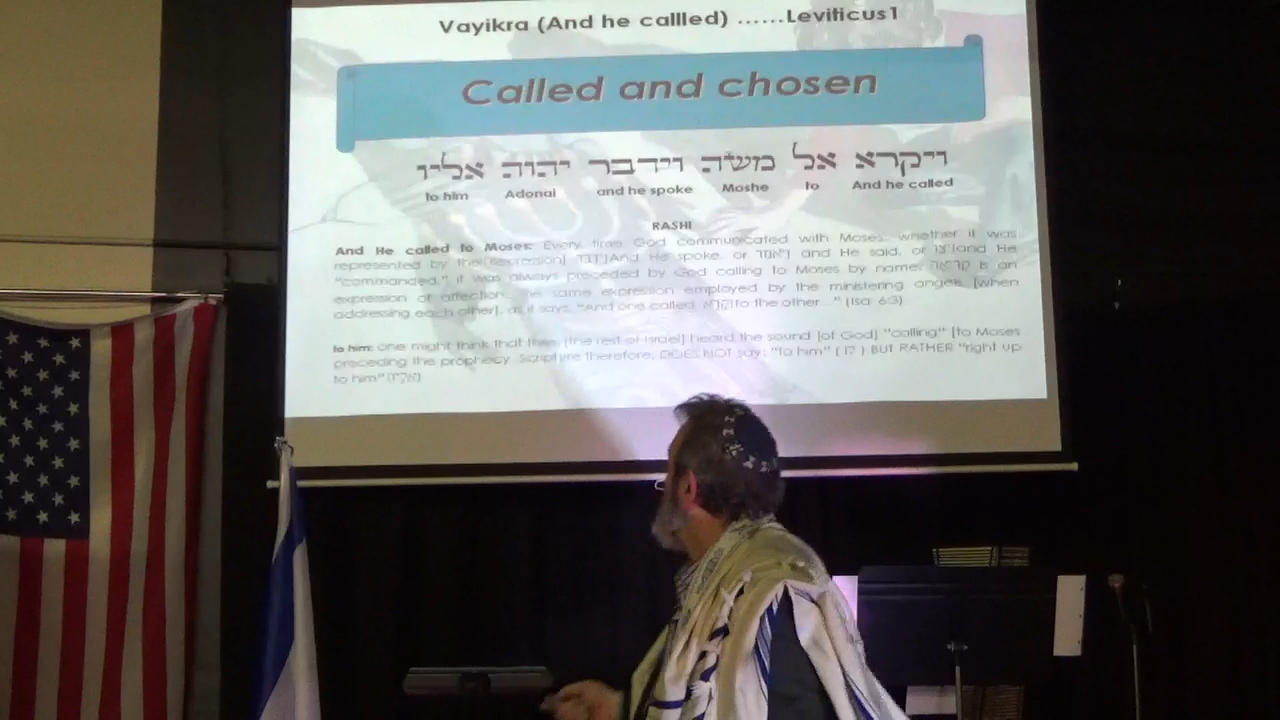 Vayikra (And he callled) ......Leviticus1
Called and chosen
ויקרא אל משה וידבר יהוה אליו
to him Adonai and he spoke Moshe to And he called
RASHI
And He called to Moses: Every time God communicated with Moses, whether it was
represented by the [expression] "וַיְדַבֵּר" [And He spoke, or "וַיֹּאמֶר"] and He said, or "צַו" [and He
"commanded," it was always preceded by God calling to Moses by name] קְרִיאָה is an
expression of affection, the same expression employed by the ministering angels [when
addressing each other], as it says, "And one called וְקָרָא to the other..." (Isa. 6:3)
to him: one might think that they [the rest of Israel] heard the sound [of God] "calling" [to Moses
preceding the prophecy. Scripture therefore, DOES NOT say: "to him" ( לוֹ ) BUT RATHER "right up
to him" (אֵלָיו)